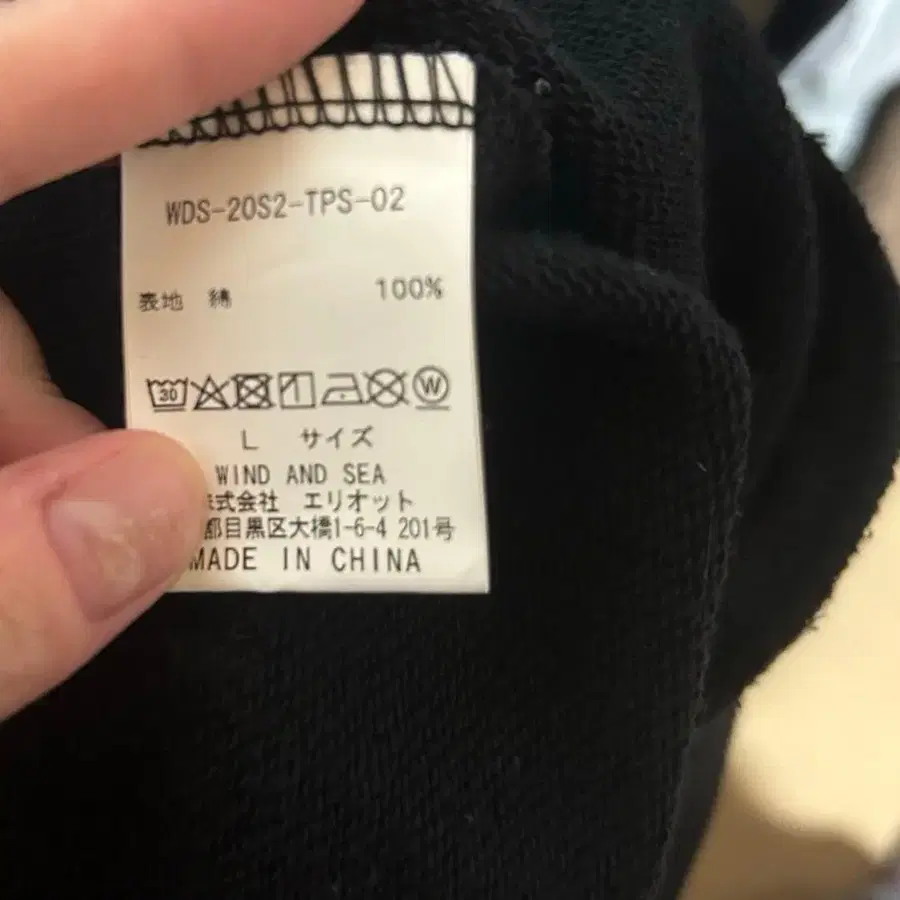 WDS-20S2-TPS-02
表地 綿 100%
30 W
L サイズ
WIND AND SEA
式会社 エリオット
都目黒区大橋1-6-4 201号
MADE IN CHINA